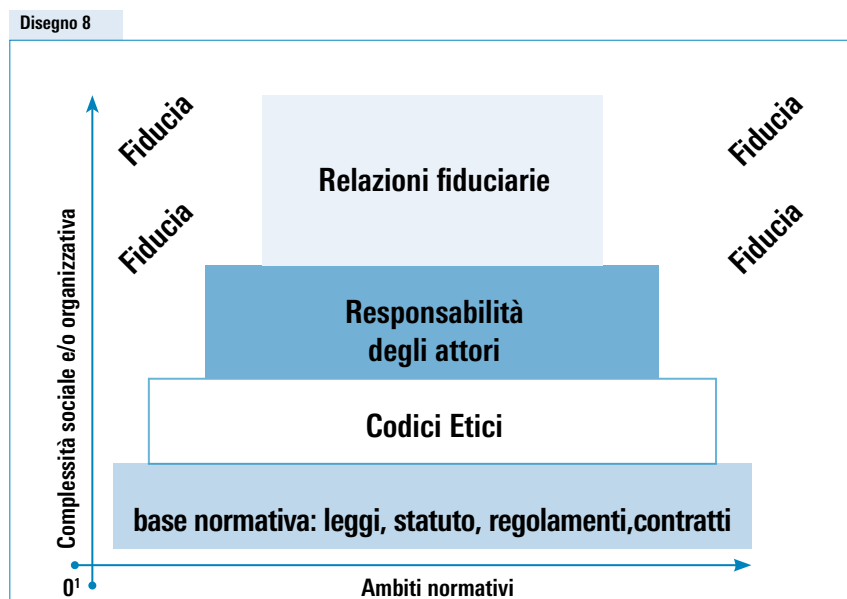 Disegno 8
Fiducia
Fiducia
Relazioni fiduciarie
Fiducia
Fiducia
Responsabilità
degli attori
Codici Etici
base normativa: leggi, statuto, regolamenti,contratti
Complessità sociale e/o organizzativa
0¹
Ambiti normativi